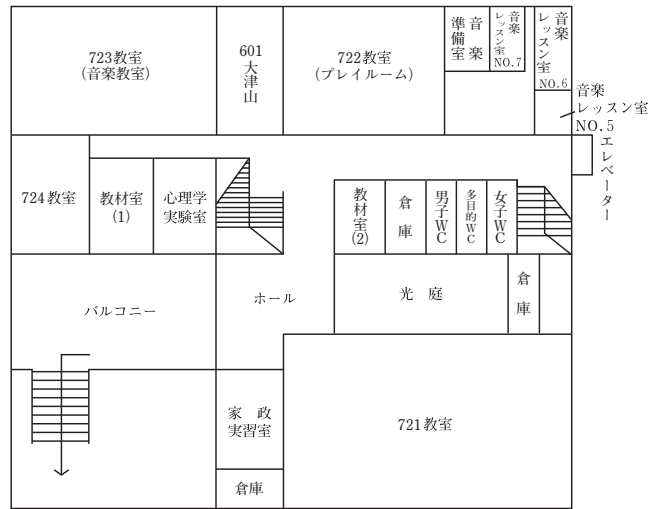 723教室
(音楽教室)
601
大津山
722教室
(プレイルーム)
音楽
準備室
音楽
レッスン室
NO.7
音楽
レッスン室
NO.6
音楽
レッスン室
NO.5
エレベーター
724教室
教材室
(1)
心理学
実験室
教材室(2)
倉庫
男子WC
多目的WC
女子WC
バルコニー
ホール
光庭
倉庫
家政
実習室
721教室
倉庫